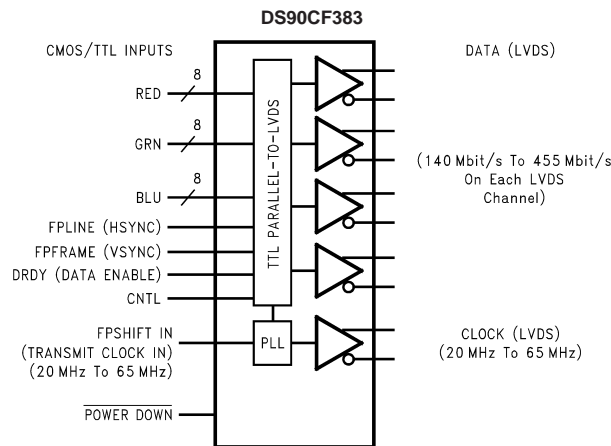 DS90CF383
CMOS/TTL INPUTS
DATA (LVDS)
8
RED
8
GRN
8
BLU
FPLINE (HSYNC)
FPFRAME (VSYNC)
DRDY (DATA ENABLE)
CNTL
FPSHIFT IN
(TRANSMIT CLOCK IN)
(20 MHz To 65 MHz)
POWER DOWN
TTL PARALLEL-TO-LVDS
PLL
(140 Mbit/s To 455 Mbit/s
On Each LVDS
Channel)
CLOCK (LVDS)
(20 MHz To 65 MHz)